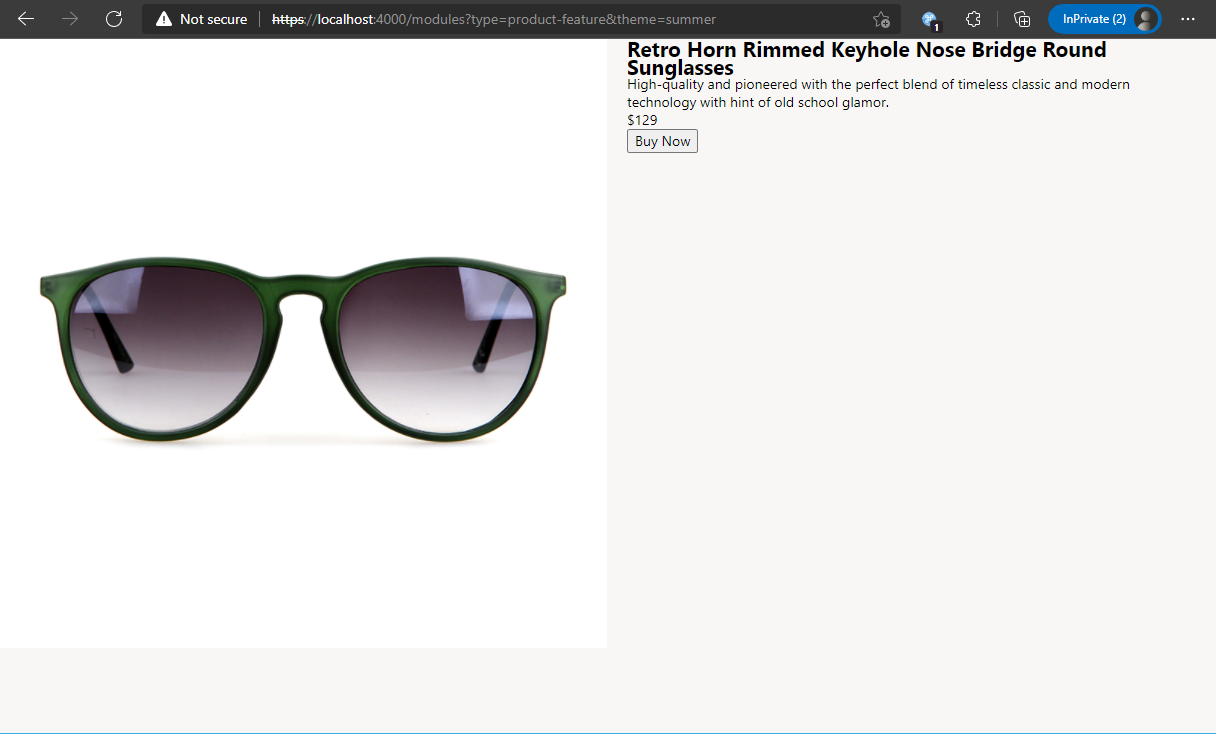 Not secure
https://localhost:4000/modules?type=product-feature&theme=summer
1
InPrivate (2)
Retro Horn Rimmed Keyhole Nose Bridge Round
Sunglasses
High-quality and pioneered with the perfect blend of timeless classic and modern
technology with hint of old school glamor.
$129
Buy Now